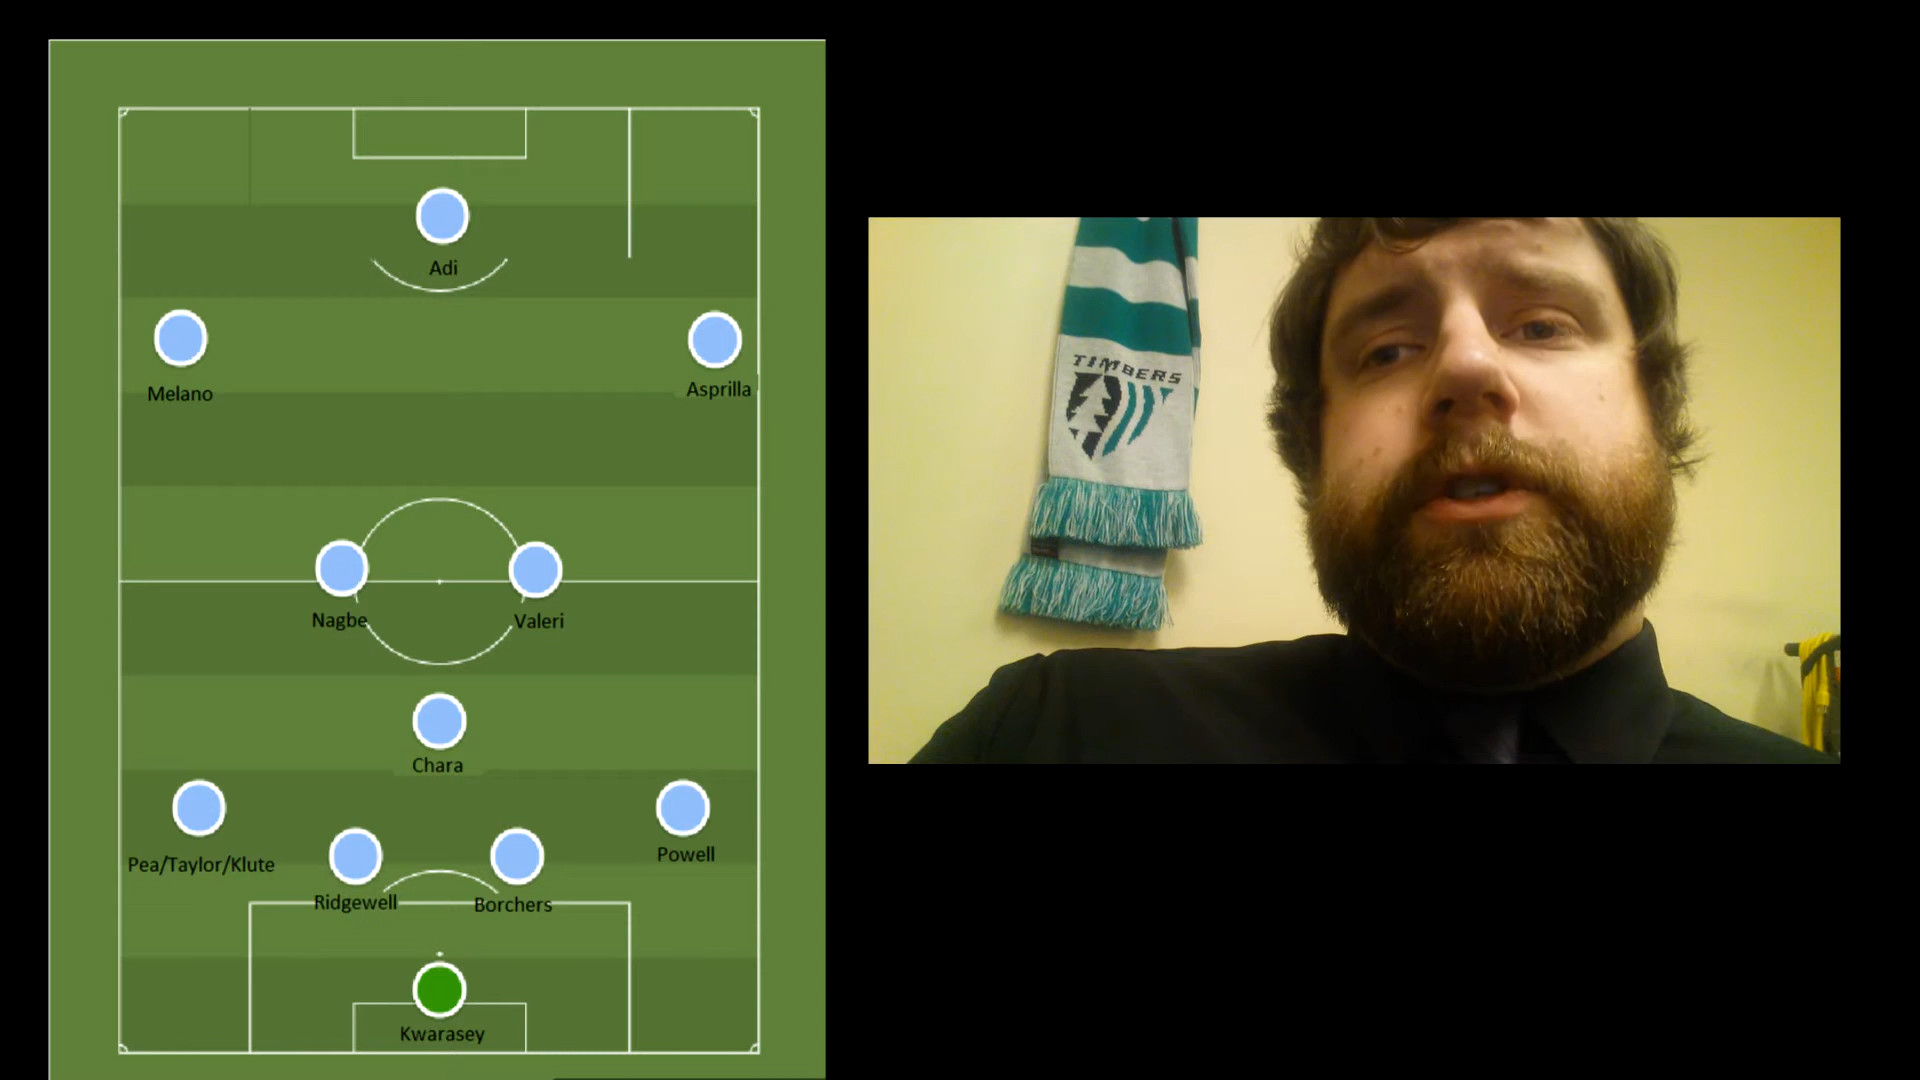 Adi
Melano
Asprilla
Nagbe
Valeri
Chara
Pea/Taylor/Klute
Powell
Ridgewell
Borchers
Kwarasey
TIMBERS